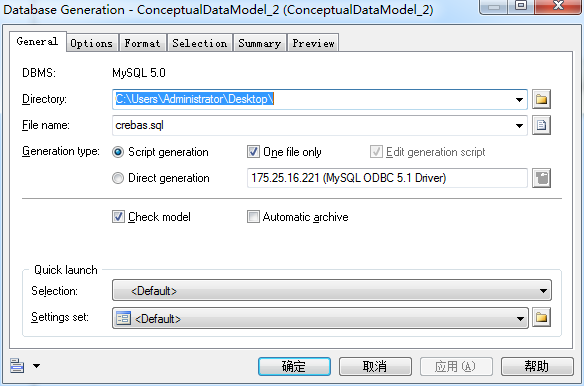 Database Generation - ConceptualDataModel_2 (ConceptualDataModel_2)
General Options Format Selection Summary Preview
DBMS: MySQL 5.0
Directory: C:\Users\Administrator\Desktop\
File name: crebas.sql
Generation type: Script generation One file only Edit generation script
Direct generation 175.25.16.221 (MySQL ODBC 5.1 Driver)
Check model Automatic archive
Quick launch
Selection: <Default>
Settings set: <Default>
确定 取消 应用(A) 帮助